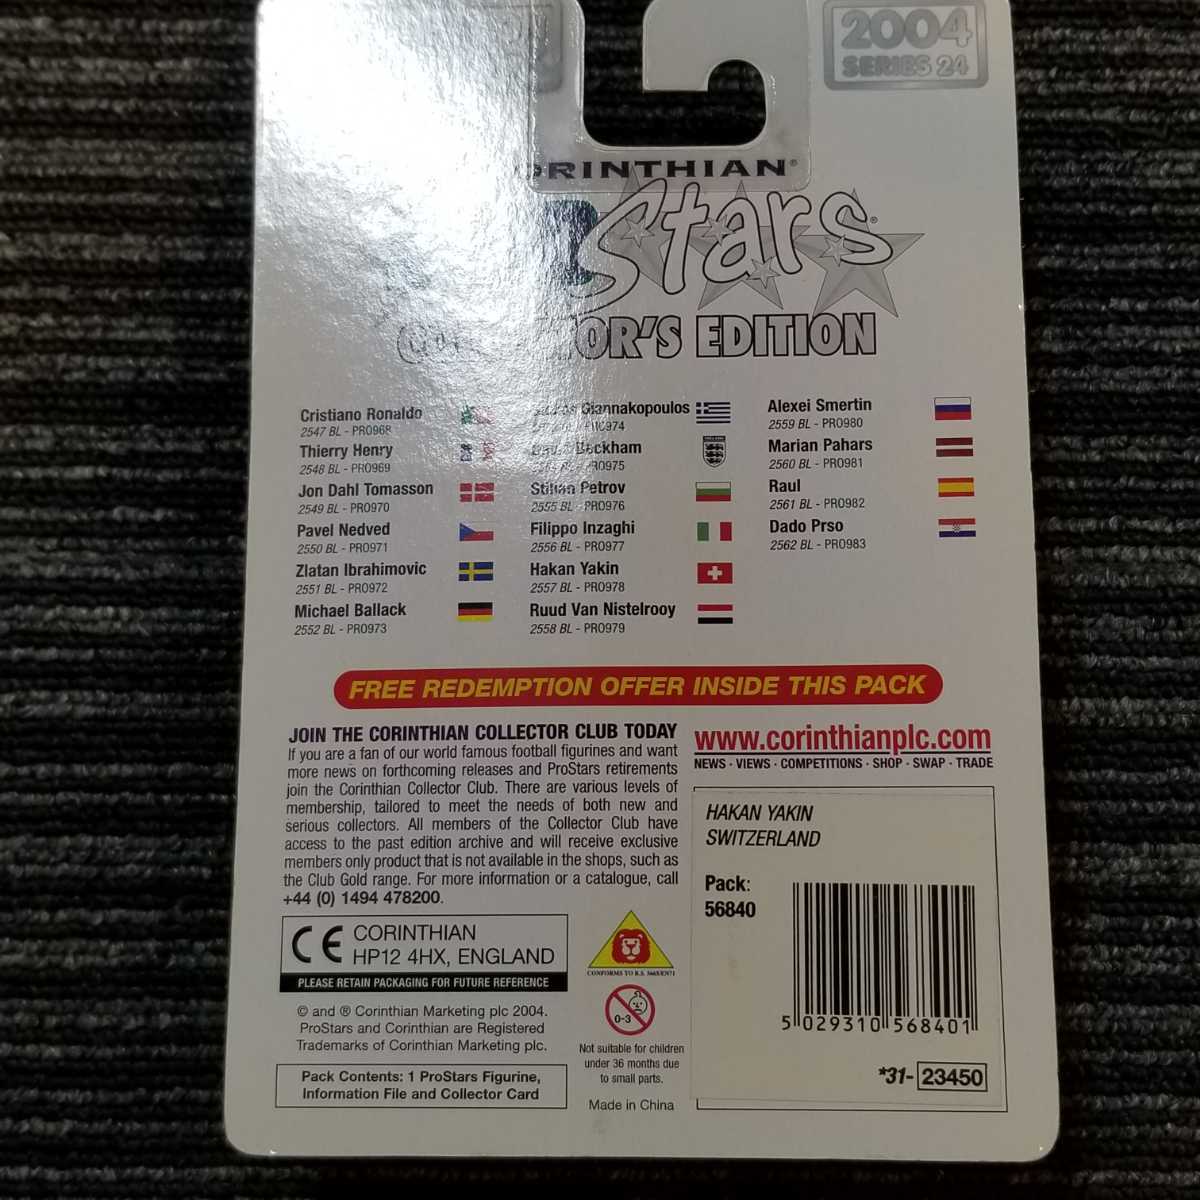 2004
SERIES 24
RINTHIAN®
Stars®
OR'S EDITION
Cristiano Ronaldo
2547 BL - PRO968
Thierry Henry
2548 BL - PRO969
Jon Dahl Tomasson
2549 BL - PRO970
Pavel Nedved
2550 BL - PRO971
Zlatan Ibrahimovic
2551 BL - PRO972
Michael Ballack
2552 BL - PRO973
Giannakopoulos
PRO974
David Beckham
PRO975
Stilian Petrov
2555 BL - PRO976
Filippo Inzaghi
2556 BL - PRO977
Hakan Yakin
2557 BL - PRO978
Ruud Van Nistelrooy
2558 BL - PRO979
Alexei Smertin
2559 BL - PRO980
Marian Pahars
2560 BL - PRO981
Raul
2561 BL - PRO982
Dado Prso
2562 BL - PRO983
FREE REDEMPTION OFFER INSIDE THIS PACK
JOIN THE CORINTHIAN COLLECTOR CLUB TODAY
If you are a fan of our world famous football figurines and want
more news on forthcoming releases and ProStars retirements
join the Corinthian Collector Club. There are various levels of
membership, tailored to meet the needs of both new and
serious collectors. All members of the Collector Club have
access to the past edition archive and will receive exclusive
members only product that is not available in the shops, such as
the Club Gold range. For more information or a catalogue, call
+44 (0) 1494 478200.
CE CORINTHIAN
HP12 4HX, ENGLAND
PLEASE RETAIN PACKAGING FOR FUTURE REFERENCE
© and ® Corinthian Marketing plc 2004.
ProStars and Corinthian are Registered
Trademarks of Corinthian Marketing plc.
Pack Contents: 1 ProStars Figurine,
Information File and Collector Card
CONFORMS TO B.S. 5665/EN71
0-3
Not suitable for children
under 36 months due
to small parts.
Made in China
www.corinthianplc.com
NEWS · VIEWS · COMPETITIONS · SHOP · SWAP · TRADE
HAKAN YAKIN
SWITZERLAND
Pack:
56840
5 029310 568401
*31- 23450